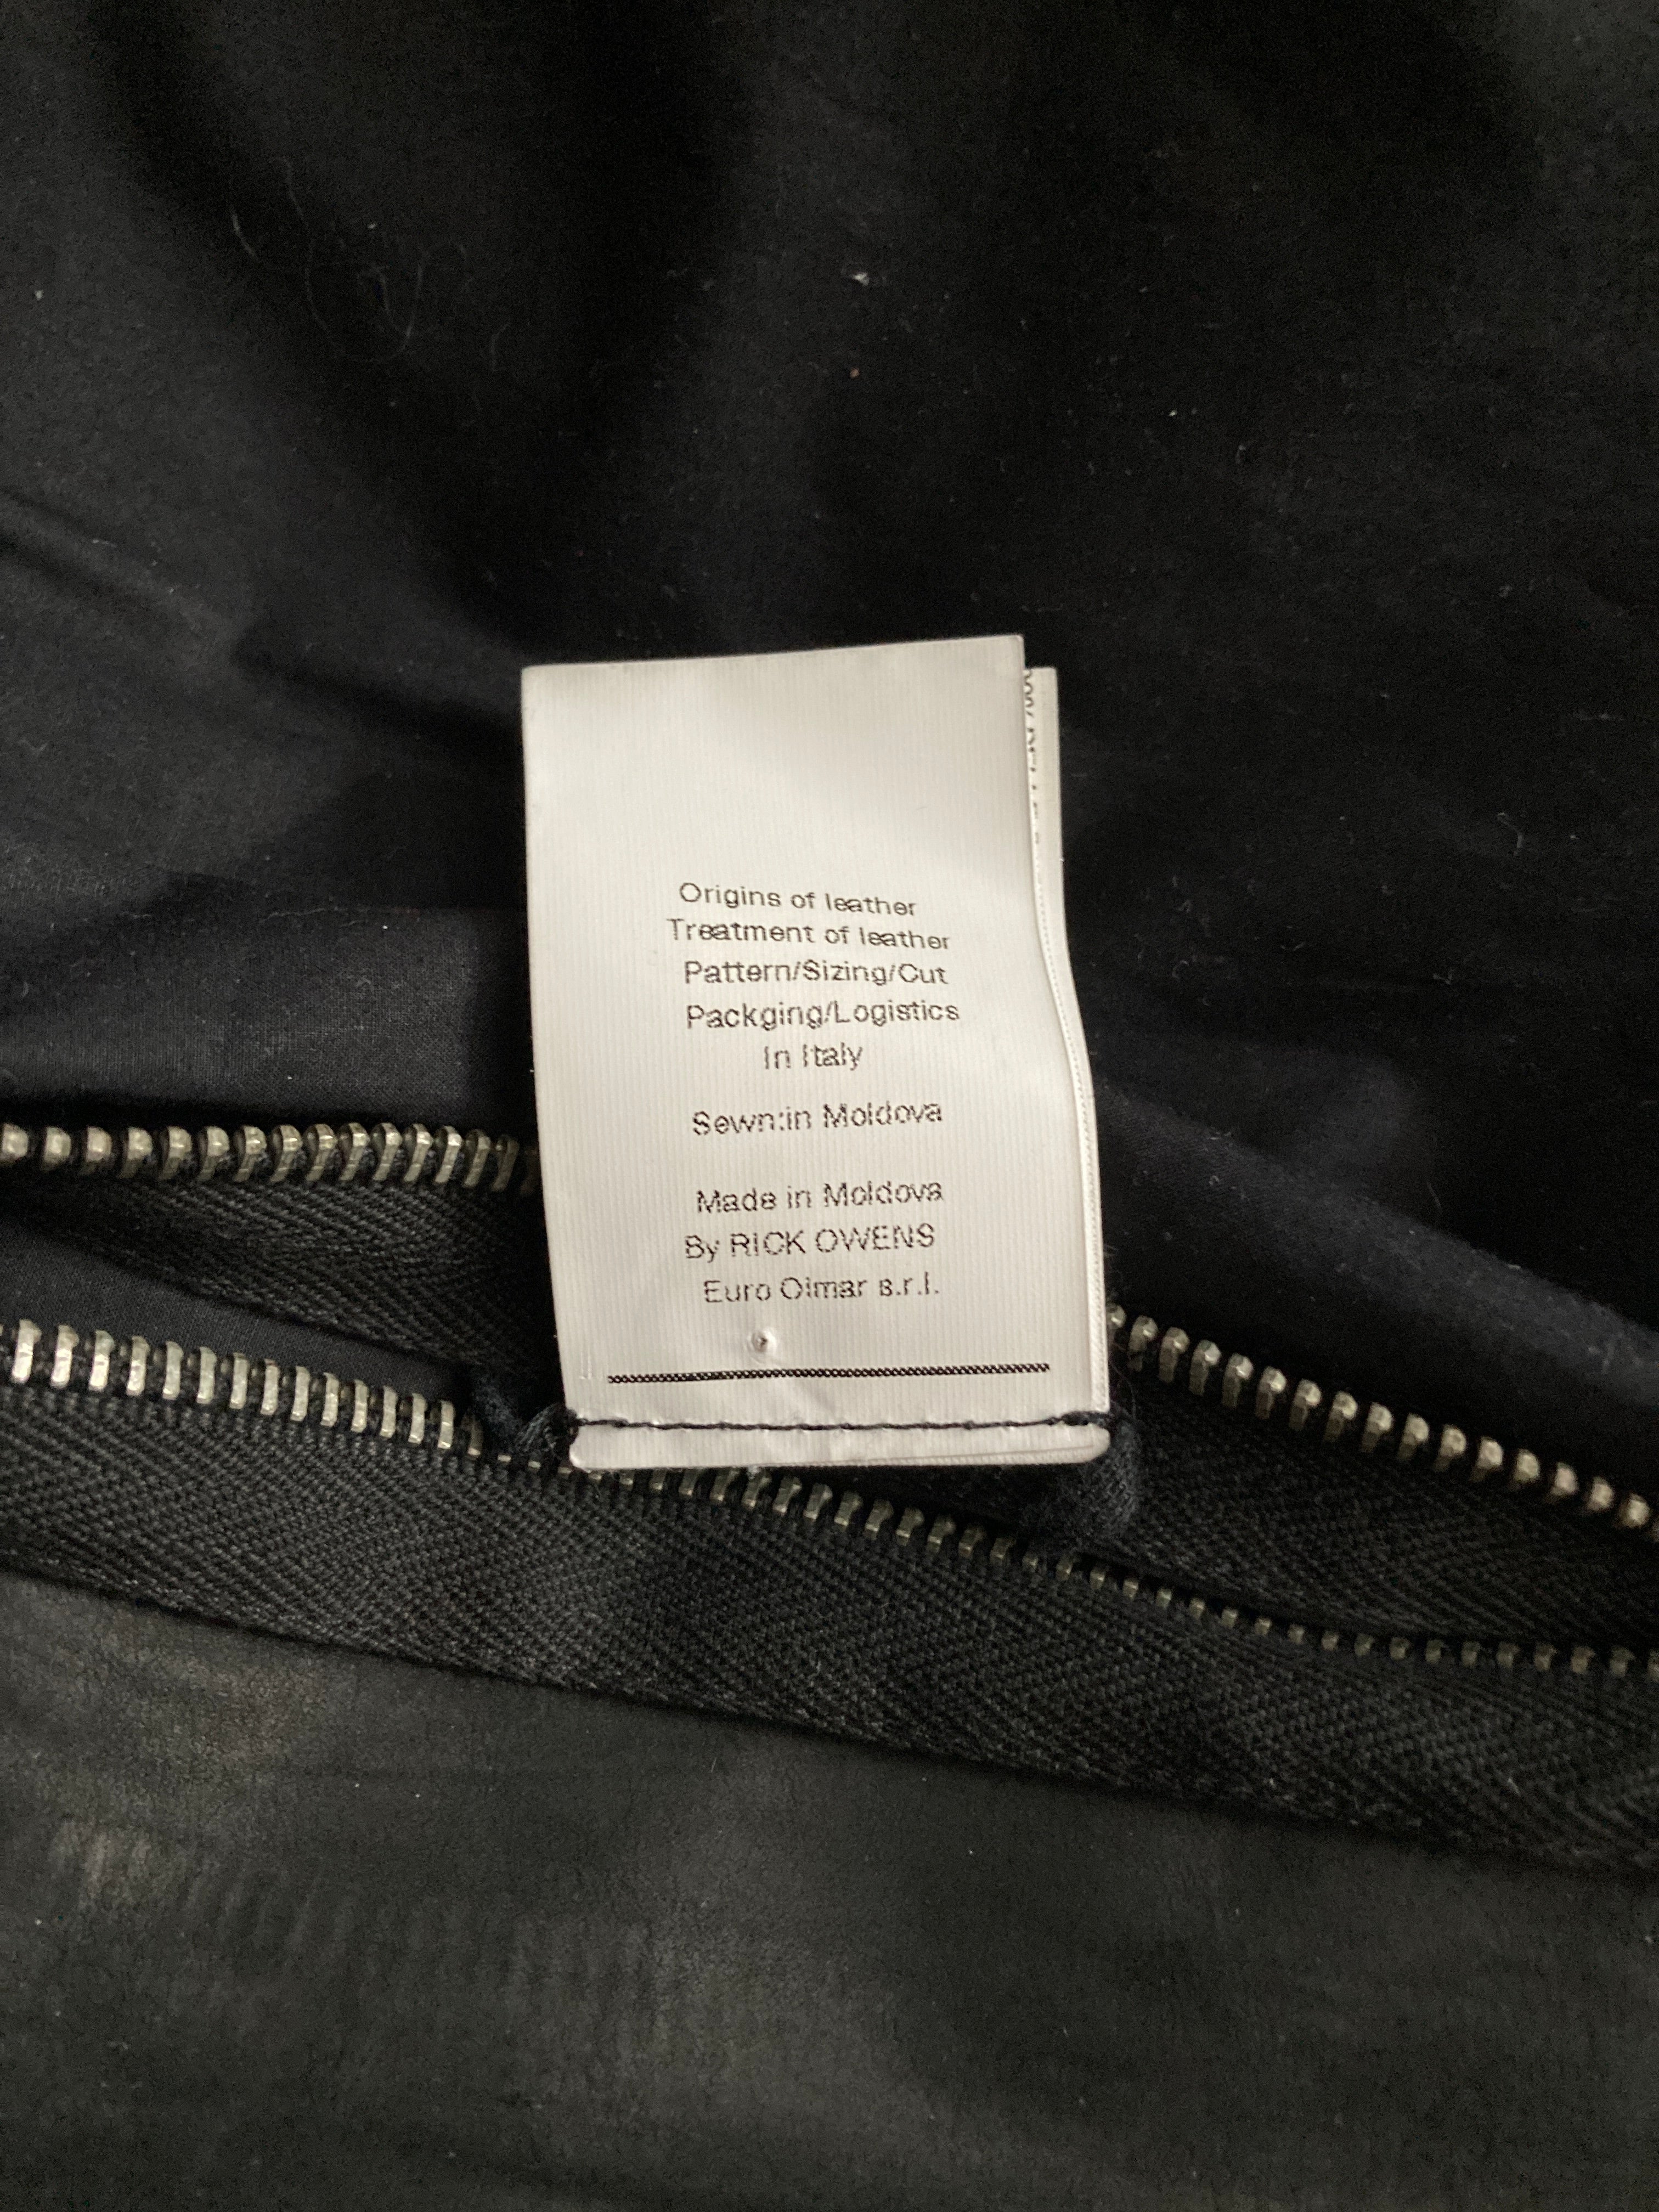 Origins of leather
Treatment of leather
Pattern/Sizing/Cut
Packging/Logistics
In Italy
Sewn:in Moldova
Made in Moldova
By RICK OWENS
Euro Olmar s.r.l.